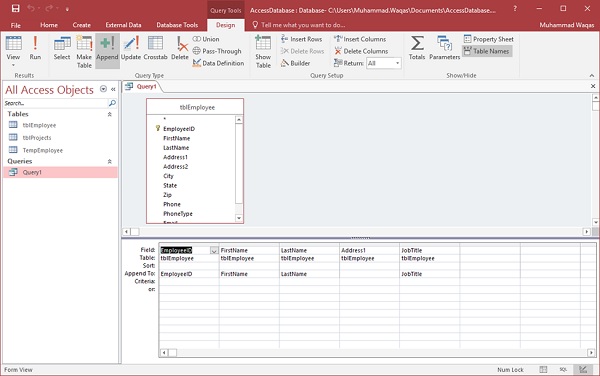 Query Tools
AccessDatabase : Database- C:\Users\Muhammad.Waqas\Documents\AccessDatabase....
File Home Create External Data Database Tools Design Tell me what you want to do... Muhammad Waqas
View Run Select Make Table Append Update Crosstab Delete
Union
Pass-Through
Data Definition
Show Table
Insert Rows
Delete Rows
Builder
Insert Columns
Delete Columns
Return: All
Totals Parameters
Property Sheet
Table Names
Results Query Type Query Setup Show/Hide
All Access Objects
Search...
Tables
tblEmployee
tblProjects
TempEmployee
Queries
Query1
Query1
tblEmployee
*
EmployeeID
FirstName
LastName
Address1
Address2
City
State
Zip
Phone
PhoneType
Email
Field: EmployeeID FirstName LastName Address1 JobTitle
Table: tblEmployee tblEmployee tblEmployee tblEmployee tblEmployee
Sort:
Append To: EmployeeID FirstName LastName JobTitle
Criteria:
or:
Form View Num Lock SQL